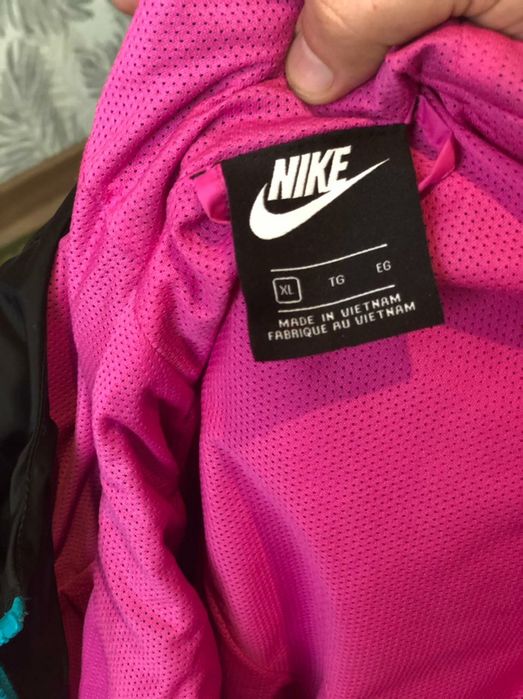 NIKE
XL TG EG
MADE IN VIETNAM
FABRIQUE AU VIETNAM